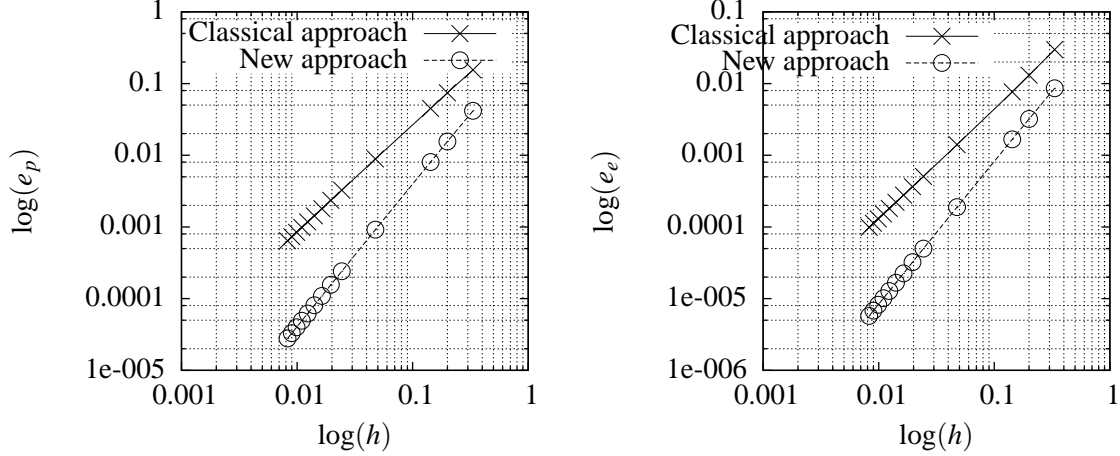 1
0.1
0.01
0.001
0.0001
1e-005
0.001 0.01 0.1 1
log(e_p)
log(h)
Classical approach
New approach
0.1
0.01
0.001
0.0001
1e-005
1e-006
0.001 0.01 0.1 1
log(e_e)
log(h)
Classical approach
New approach